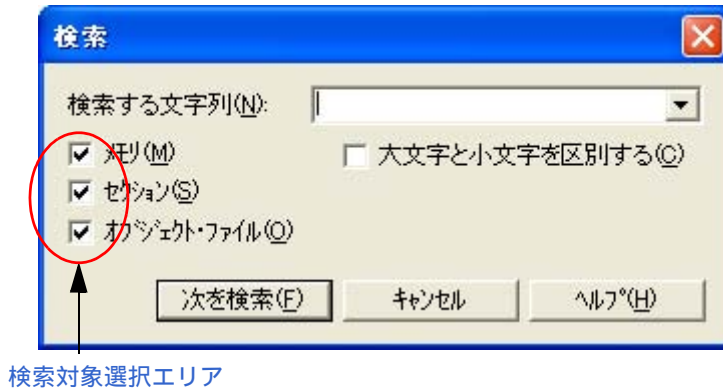 検索
検索する文字列(N):
メモリ(M) 大文字と小文字を区別する(C)
セクション(S)
オブジェクト・ファイル(O)
次を検索(F) キャンセル ヘルプ(H)
検索対象選択エリア